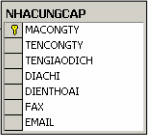 NHACUNGCAP
MACONGTY
TENCONGTY
TENGIAODICH
DIACHI
DIENTHOAI
FAX
EMAIL